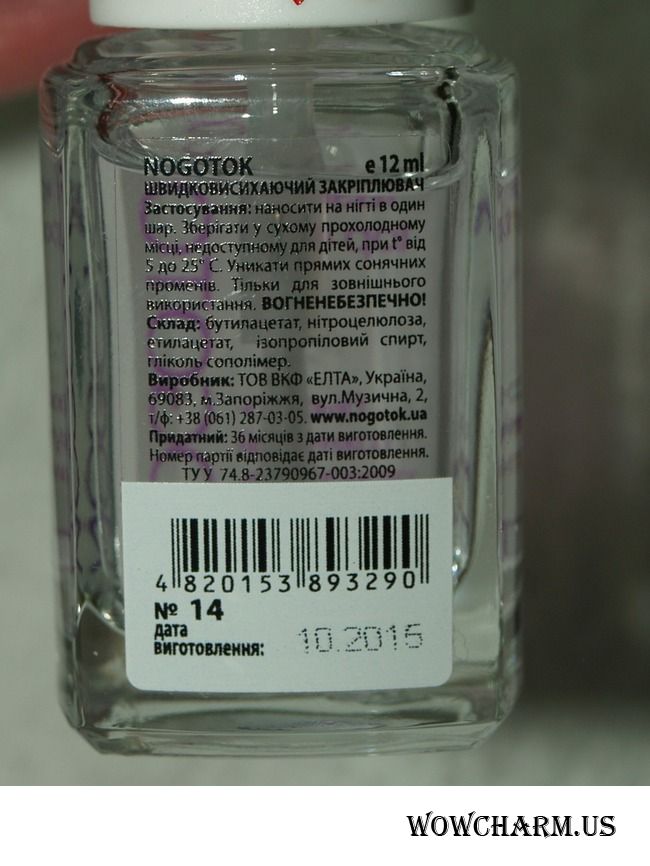 NOGOTOK e 12 ml
ШВИДКОВИСИХАЮЧИЙ ЗАКРІПЛЮВАЧ
Застосування: наносити на нігті в один
шар. Зберігати у сухому прохолодному
місці, недоступному для дітей, при t° від
5 до 25° С. Уникати прямих сонячних
променів. Тільки для зовнішнього
використання. ВОГНЕНЕБЕЗПЕЧНО!
Склад: бутилацетат, нітроцелюлоза,
етилацетат, ізопропіловий спирт,
гліколь сополімер.
Виробник: ТОВ ВКФ «ЕЛТА», Україна,
69083, м.Запоріжжя, вул.Музична, 2,
т/ф: +38 (061) 287-03-05. www.nogotok.ua
Придатний: 36 місяців з дати виготовлення.
Номер партії відповідає даті виготовлення.
ТУ У 74.8-23790967-003:2009
4 820153 893290
№ 14
дата
виготовлення: 10.2016
WOWCHARM.US